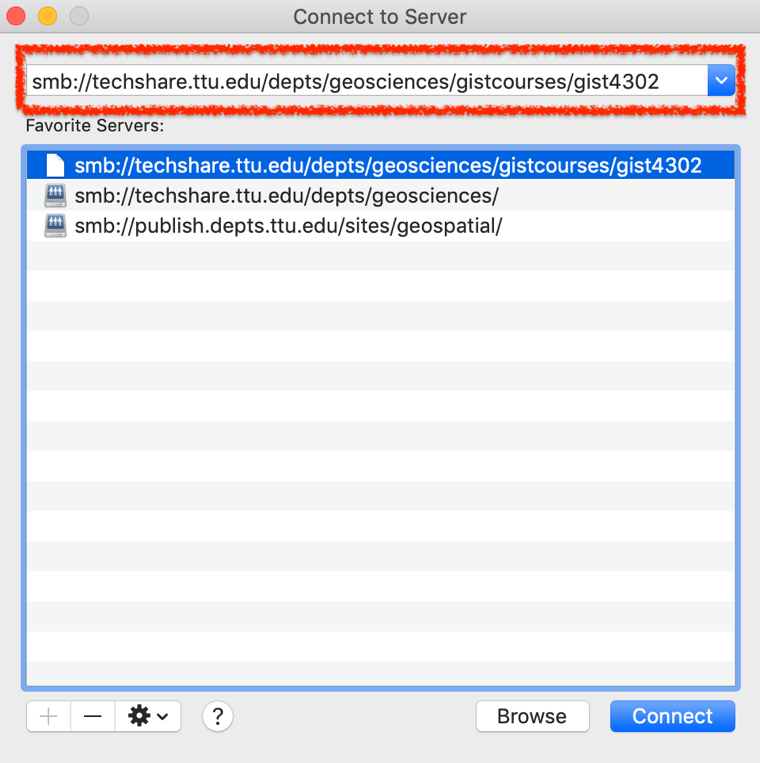 Connect to Server
smb://techshare.ttu.edu/depts/geosciences/gistcourses/gist4302
Favorite Servers:
smb://techshare.ttu.edu/depts/geosciences/gistcourses/gist4302
smb://techshare.ttu.edu/depts/geosciences/
smb://publish.depts.ttu.edu/sites/geospatial/
? Browse Connect